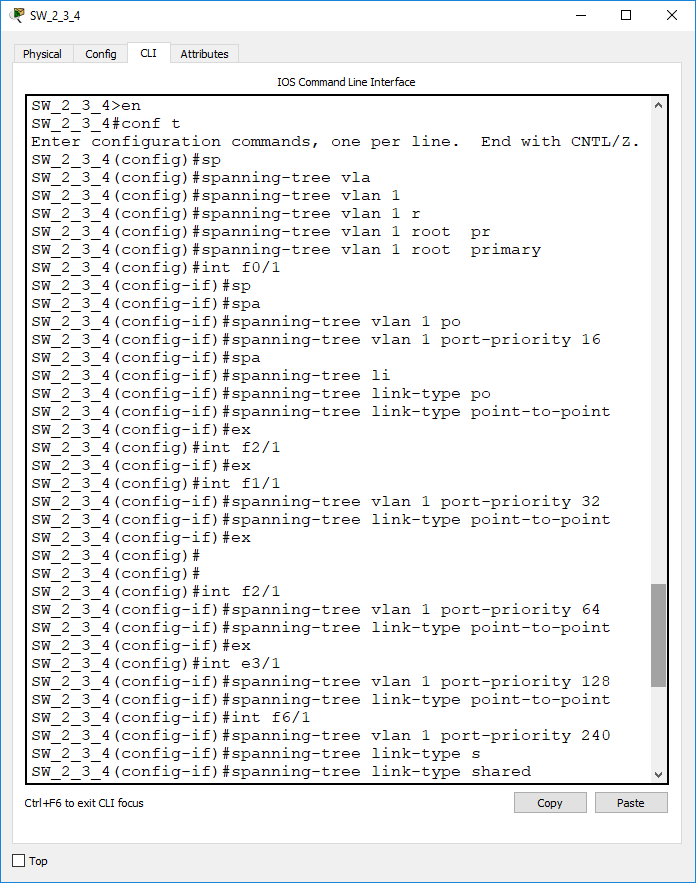 SW_2_3_4
Physical Config CLI Attributes
IOS Command Line Interface
SW_2_3_4>en
SW_2_3_4#conf t
Enter configuration commands, one per line.  End with CNTL/Z.
SW_2_3_4(config)#sp
SW_2_3_4(config)#spanning-tree vla
SW_2_3_4(config)#spanning-tree vlan 1
SW_2_3_4(config)#spanning-tree vlan 1 r
SW_2_3_4(config)#spanning-tree vlan 1 root  pr
SW_2_3_4(config)#spanning-tree vlan 1 root  primary
SW_2_3_4(config)#int f0/1
SW_2_3_4(config-if)#sp
SW_2_3_4(config-if)#spa
SW_2_3_4(config-if)#spanning-tree vlan 1 po
SW_2_3_4(config-if)#spanning-tree vlan 1 port-priority 16
SW_2_3_4(config-if)#spa
SW_2_3_4(config-if)#spanning-tree li
SW_2_3_4(config-if)#spanning-tree link-type po
SW_2_3_4(config-if)#spanning-tree link-type point-to-point
SW_2_3_4(config-if)#ex
SW_2_3_4(config)#int f2/1
SW_2_3_4(config-if)#ex
SW_2_3_4(config)#int f1/1
SW_2_3_4(config-if)#spanning-tree vlan 1 port-priority 32
SW_2_3_4(config-if)#spanning-tree link-type point-to-point
SW_2_3_4(config-if)#ex
SW_2_3_4(config)#
SW_2_3_4(config)#
SW_2_3_4(config)#int f2/1
SW_2_3_4(config-if)#spanning-tree vlan 1 port-priority 64
SW_2_3_4(config-if)#spanning-tree link-type point-to-point
SW_2_3_4(config-if)#ex
SW_2_3_4(config)#int e3/1
SW_2_3_4(config-if)#spanning-tree vlan 1 port-priority 128
SW_2_3_4(config-if)#spanning-tree link-type point-to-point
SW_2_3_4(config-if)#int f6/1
SW_2_3_4(config-if)#spanning-tree vlan 1 port-priority 240
SW_2_3_4(config-if)#spanning-tree link-type s
SW_2_3_4(config-if)#spanning-tree link-type shared
Ctrl+F6 to exit CLI focus Copy Paste
Top